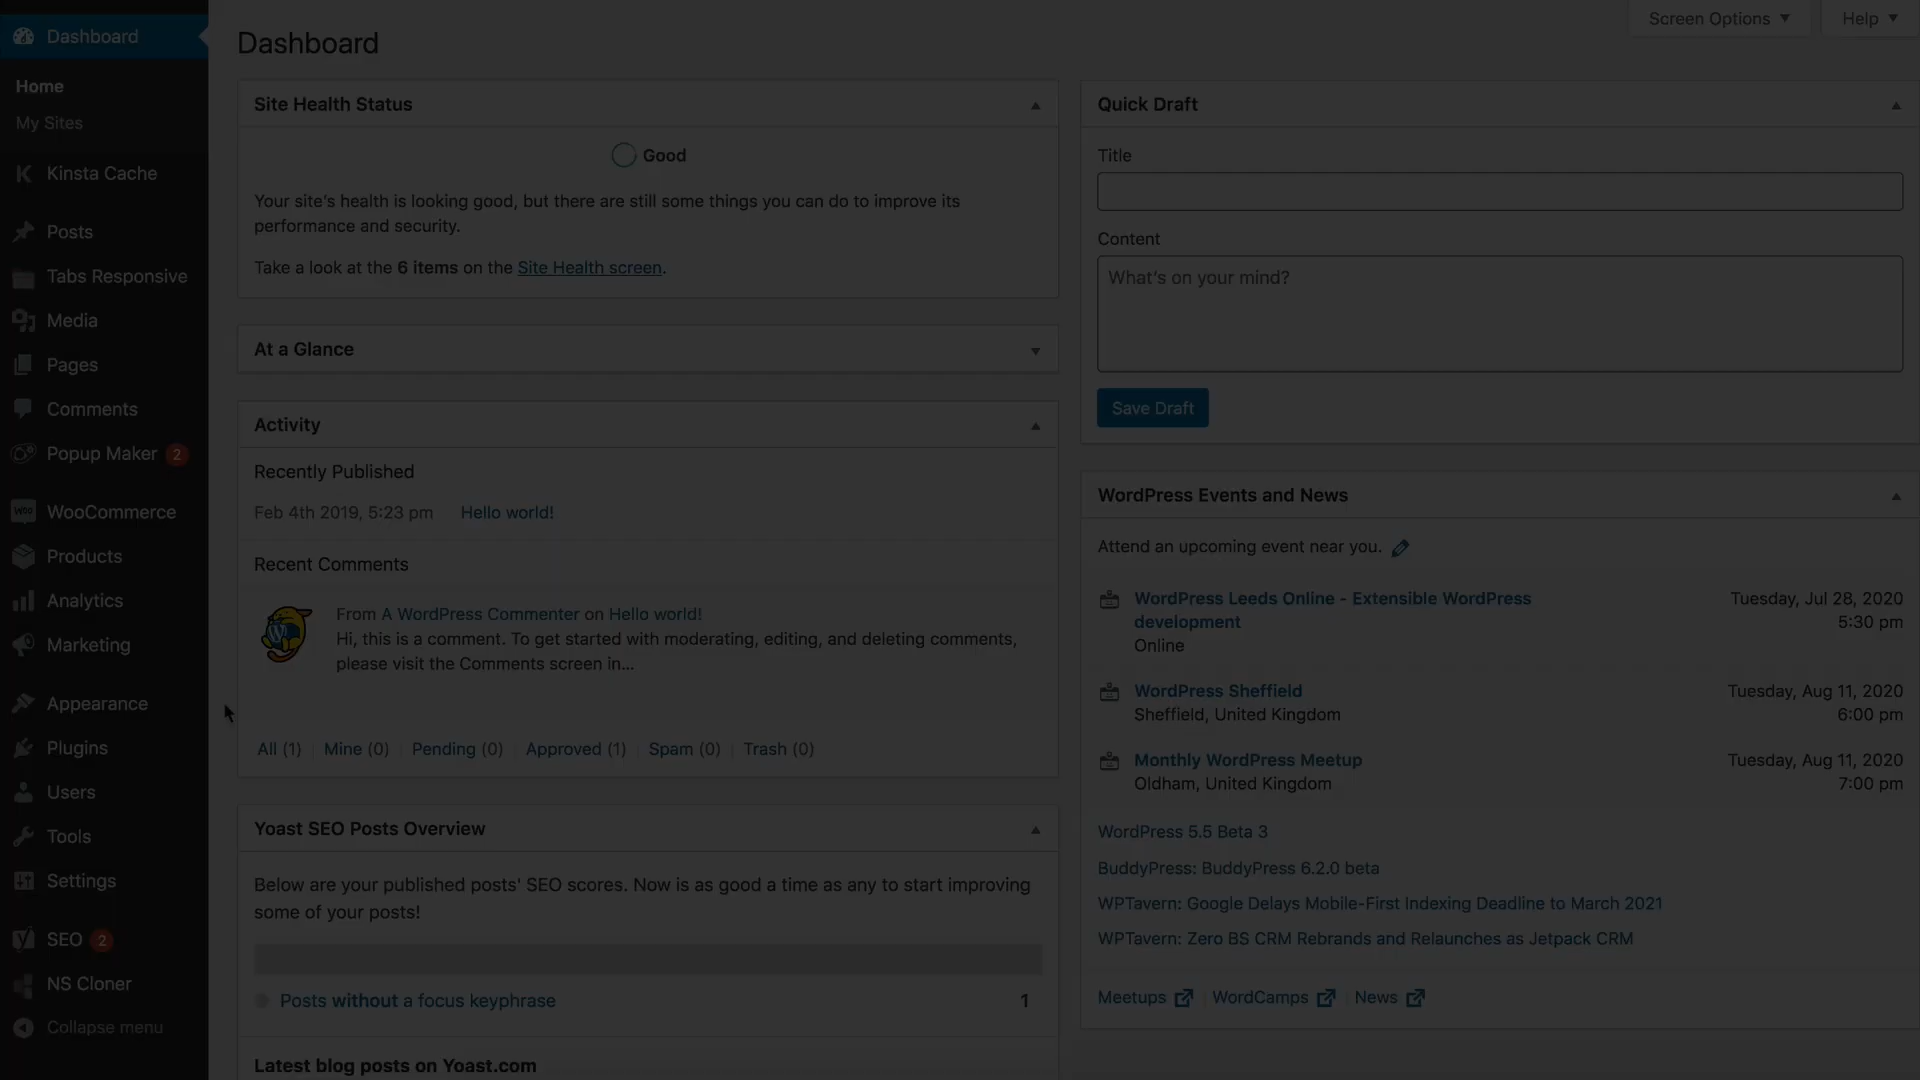 Dashboard
Home
My Sites
Kinsta Cache
Posts
Tabs Responsive
Media
Pages
Comments
Popup Maker 2
Woo WooCommerce
Products
Analytics
Marketing
Appearance
Plugins
Users
Tools
Settings
SEO 2
NS Cloner
Collapse menu
Screen Options ▼
Help ▼
Dashboard
Site Health Status
Good
Your site's health is looking good, but there are still some things you can do to improve its
performance and security.
Take a look at the 6 items on the Site Health screen.
At a Glance
Activity
Recently Published
Feb 4th 2019, 5:23 pm Hello world!
Recent Comments
From A WordPress Commenter on Hello world!
Hi, this is a comment. To get started with moderating, editing, and deleting comments,
please visit the Comments screen in…
All (1) | Mine (0) | Pending (0) | Approved (1) | Spam (0) | Trash (0)
Yoast SEO Posts Overview
Below are your published posts' SEO scores. Now is as good a time as any to start improving
some of your posts!
Posts without a focus keyphrase 1
Latest blog posts on Yoast.com
Quick Draft
Title
Content
What's on your mind?
Save Draft
WordPress Events and News
Attend an upcoming event near you.
WordPress Leeds Online - Extensible WordPress Tuesday, Jul 28, 2020
development 5:30 pm
Online
WordPress Sheffield Tuesday, Aug 11, 2020
Sheffield, United Kingdom 6:00 pm
Monthly WordPress Meetup Tuesday, Aug 11, 2020
Oldham, United Kingdom 7:00 pm
WordPress 5.5 Beta 3
BuddyPress: BuddyPress 6.2.0 beta
WPTavern: Google Delays Mobile-First Indexing Deadline to March 2021
WPTavern: Zero BS CRM Rebrands and Relaunches as Jetpack CRM
Meetups | WordCamps | News